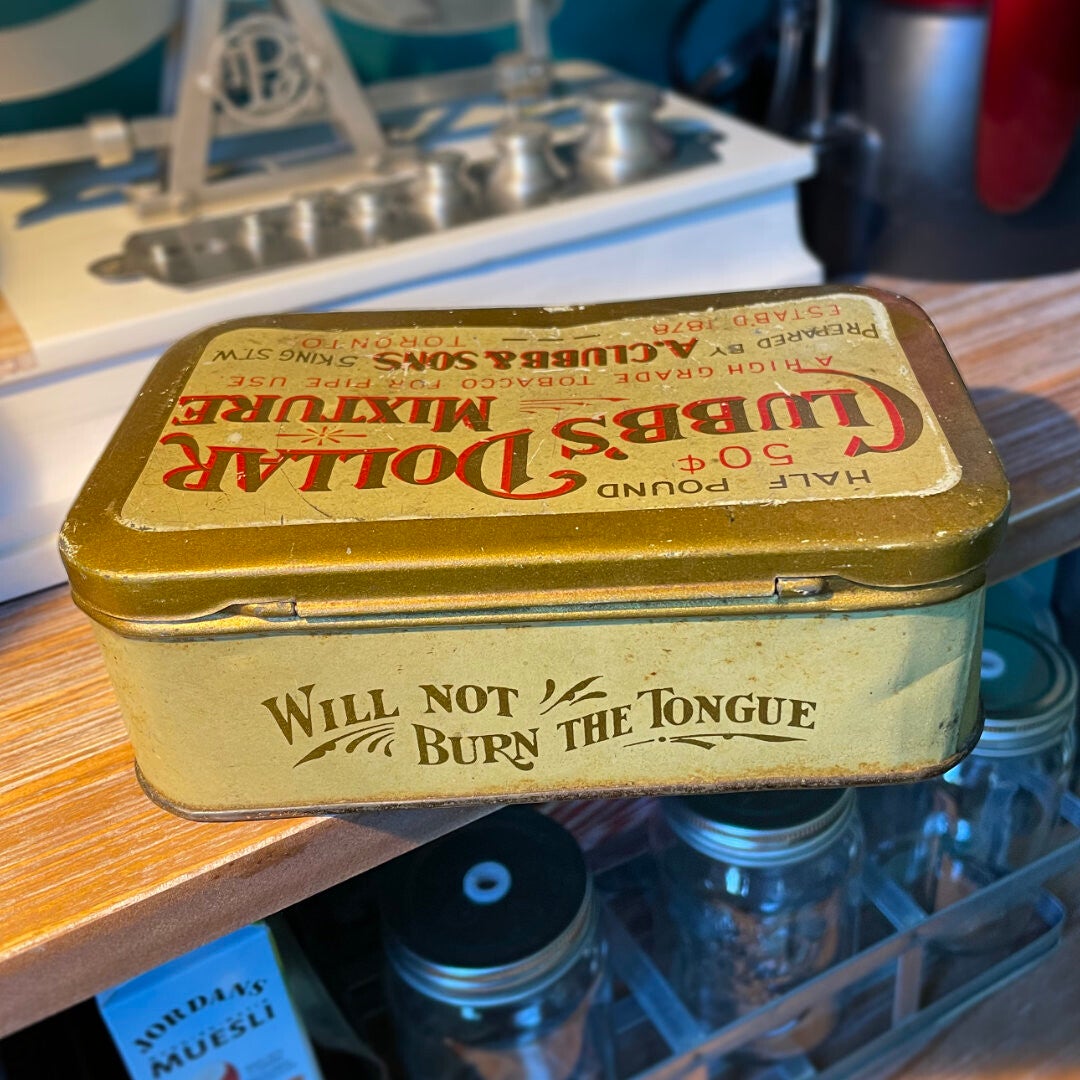 HALF POUND
50¢
CLUBB'S DOLLAR
MIXTURE
A HIGH GRADE TOBACCO FOR PIPE USE
PREPARED BY A. CLUBB & SONS 5 KING ST W.
ESTAB'D 1878 TORONTO
WILL NOT
BURN THE TONGUE
JORDANS
MUESLI